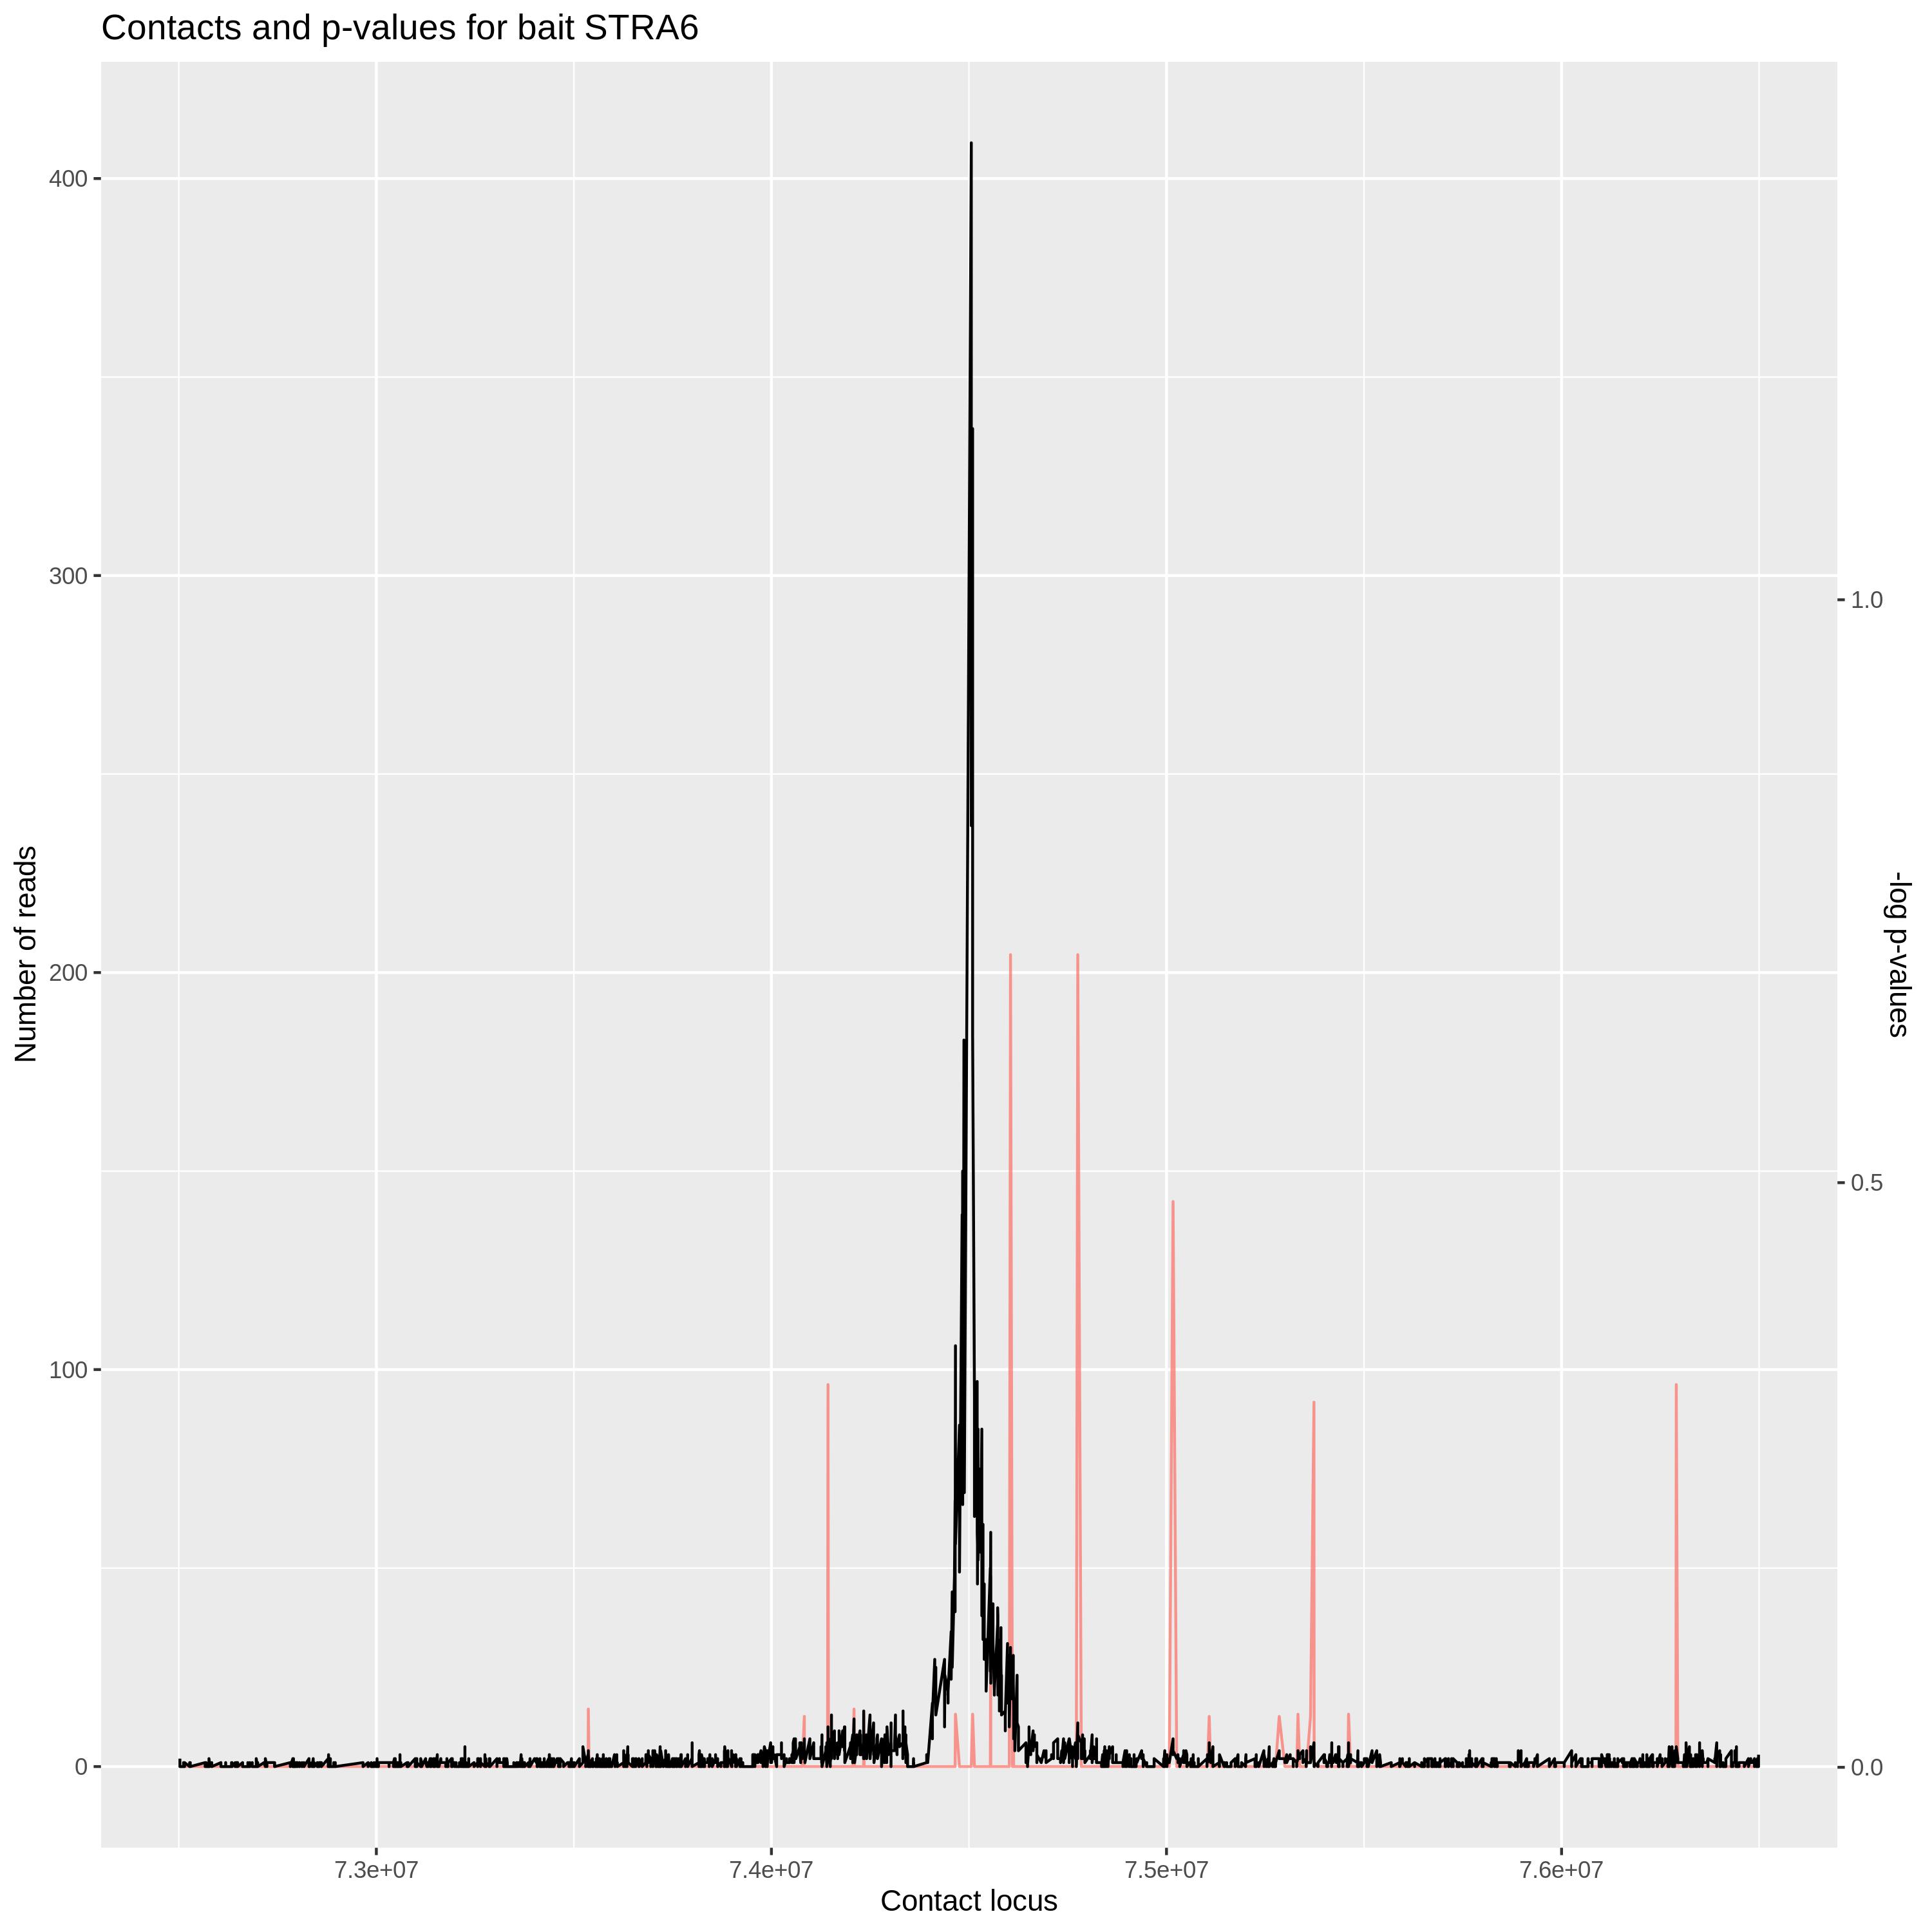 Contacts and p-values for bait STRA6
400
300
200
100
0
Number of reads
1.0
0.5
0.0
-log p-values
7.3e+07
7.4e+07
7.5e+07
7.6e+07
Contact locus